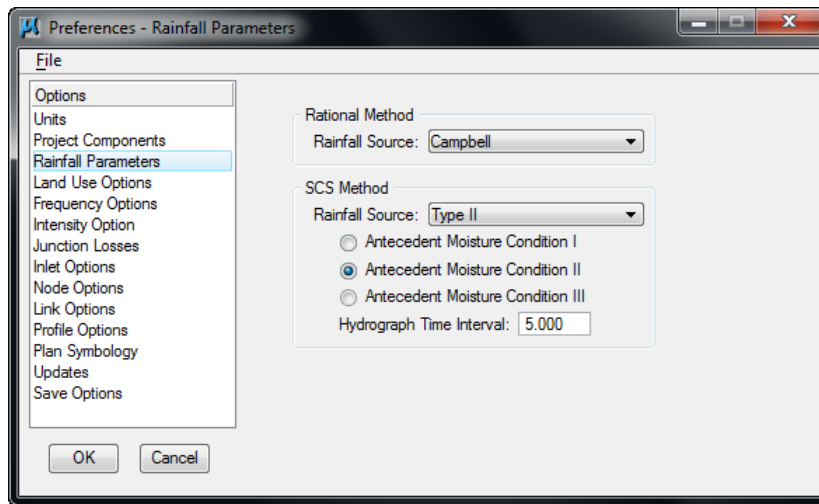 Preferences - Rainfall Parameters
File
Options
Units
Project Components
Rainfall Parameters
Land Use Options
Frequency Options
Intensity Option
Junction Losses
Inlet Options
Node Options
Link Options
Profile Options
Plan Symbology
Updates
Save Options
OK Cancel
Rational Method
Rainfall Source: Campbell
SCS Method
Rainfall Source: Type II
Antecedent Moisture Condition I
Antecedent Moisture Condition II
Antecedent Moisture Condition III
Hydrograph Time Interval: 5.000